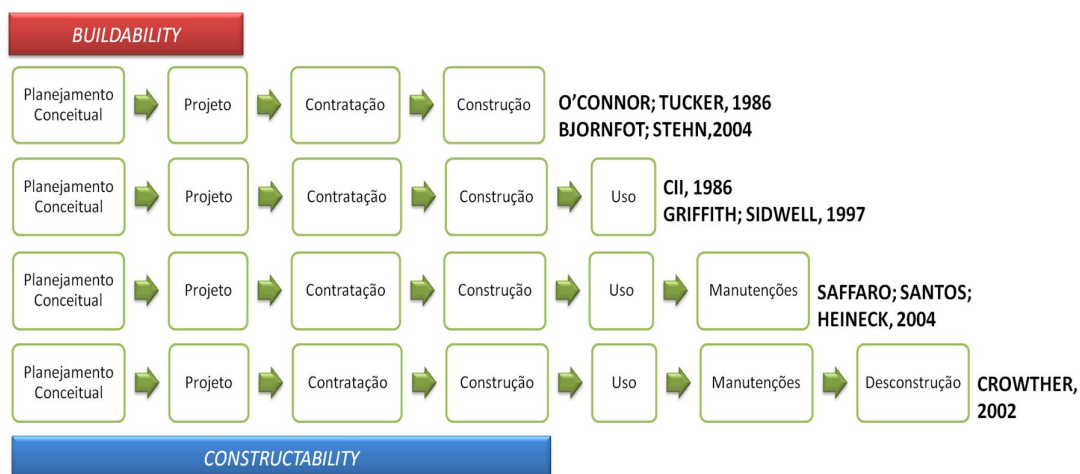 BUILDABILITY
Planejamento
Conceitual
Projeto
Contratação
Construção
O’CONNOR; TUCKER, 1986
BJORNFOT; STEHN,2004
Planejamento
Conceitual
Projeto
Contratação
Construção
Uso
CII, 1986
GRIFFITH; SIDWELL, 1997
Planejamento
Conceitual
Projeto
Contratação
Construção
Uso
Manutenções
SAFFARO; SANTOS;
HEINECK, 2004
Planejamento
Conceitual
Projeto
Contratação
Construção
Uso
Manutenções
Desconstrução
CROWTHER,
2002
CONSTRUCTABILITY